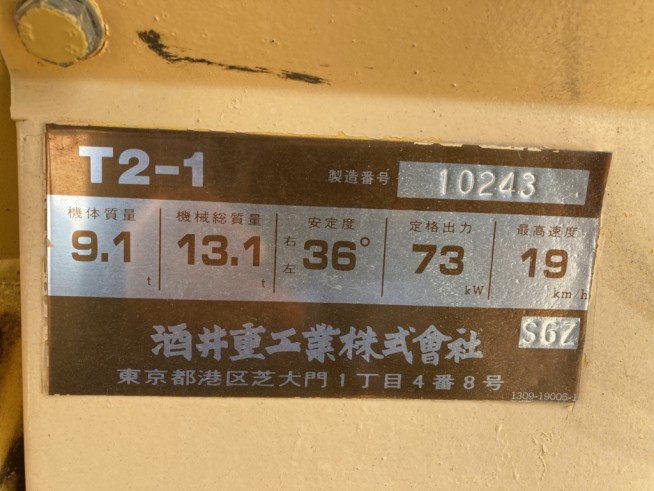 T2-1
製造番号 10243
機体質量 機械総質量 安定度 定格出力 最高速度
9.1 t 13.1 t 右左 36° 73 kW 19 km/h
S6Z
酒井重工業株式會社
東京都港区芝大門1丁目4番8号
1309-19005-1